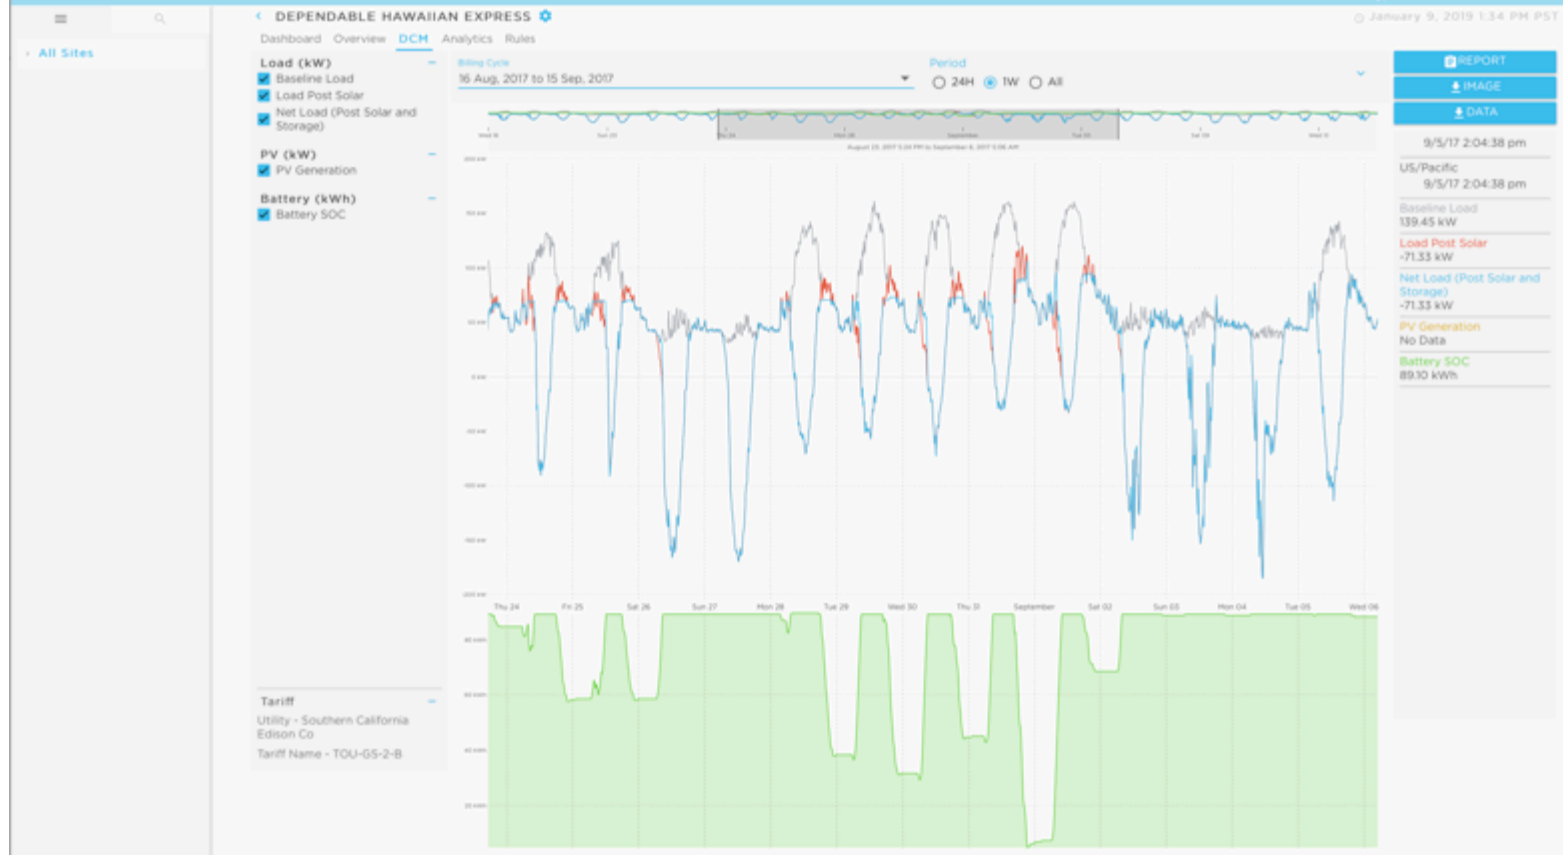 DEPENDABLE HAWAIIAN EXPRESS
January 9, 2019 1:34 PM PST
All Sites
Dashboard Overview DCM Analytics Rules
Load (kW)
Baseline Load
Load Post Solar
Net Load (Post Solar and
Storage)
PV (kW)
PV Generation
Battery (kWh)
Battery SOC
Billing Cycle
16 Aug, 2017 to 15 Sep, 2017
Period
24H 1W All
REPORT
IMAGE
DATA
9/5/17 2:04:38 pm
US/Pacific
9/5/17 2:04:38 pm
Baseline Load
139.45 kW
Load Post Solar
-71.33 kW
Net Load (Post Solar and
Storage)
-71.33 kW
PV Generation
No Data
Battery SOC
89.10 kWh
Thu 24 Fri 25 Sat 26 Sun 27 Mon 28 Tue 29 Wed 30 Thu 31 September Sat 02 Sun 03 Mon 04 Tue 05 Wed 06
Tariff
Utility - Southern California
Edison Co
Tariff Name - TOU-GS-2-B